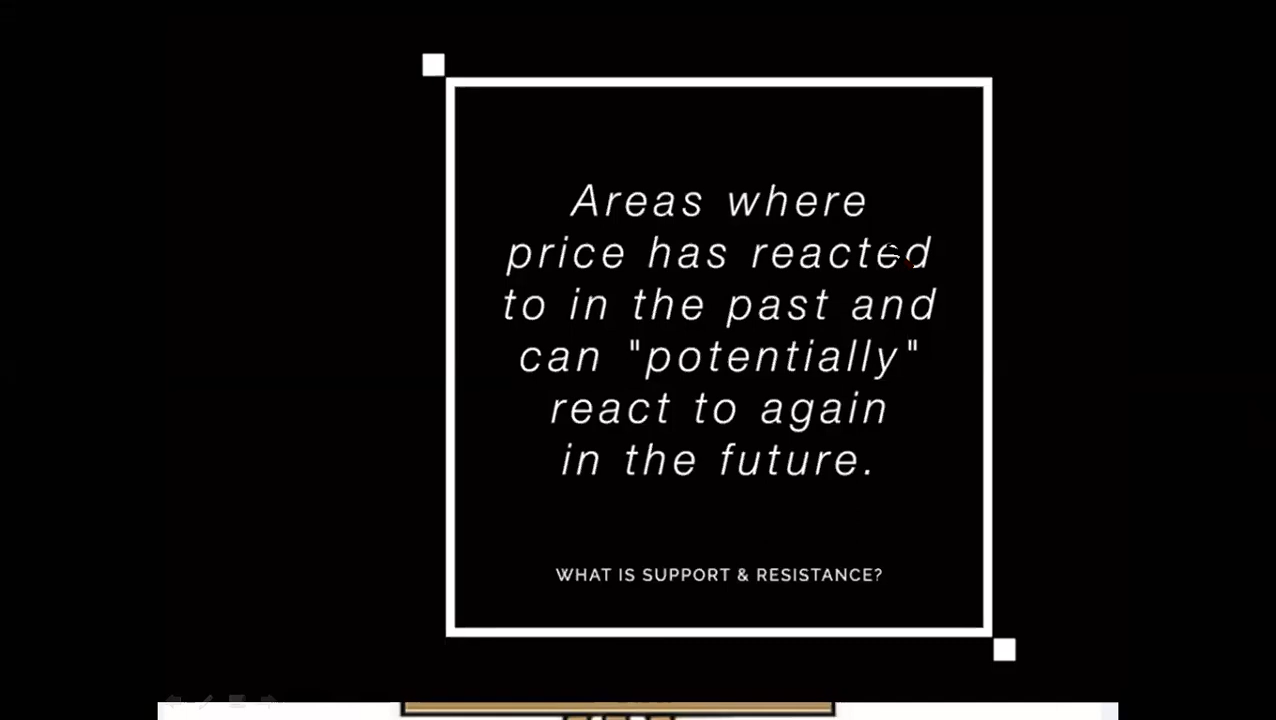 Areas where
price has reacted
to in the past and
can "potentially"
react to again
in the future.
WHAT IS SUPPORT & RESISTANCE?